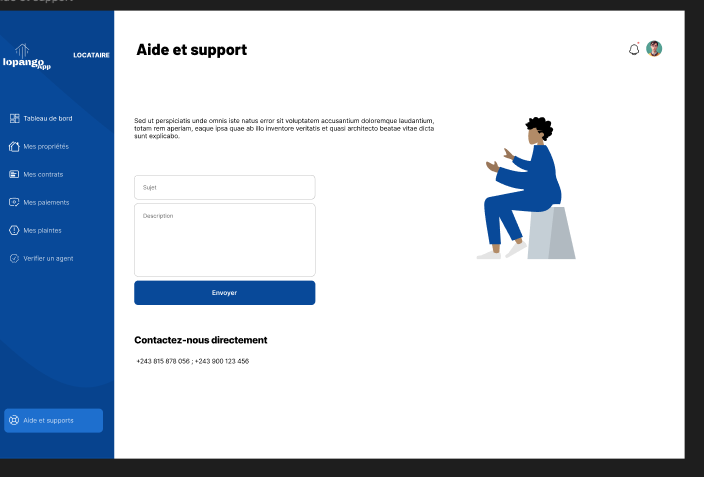 Aide et support
lopango
App
LOCATAIRE
Tableau de bord
Mes propriétés
Mes contrats
Mes paiements
Mes plaintes
Verifier un agent
Aide et supports
Aide et support
Sed ut perspiciatis unde omnis iste natus error sit voluptatem accusantium doloremque laudantium,
totam rem aperiam, eaque ipsa quae ab illo inventore veritatis et quasi architecto beatae vitae dicta
sunt explicabo.
Sujet
Description
Envoyer
Contactez-nous directement
+243 815 878 056 ; +243 900 123 456